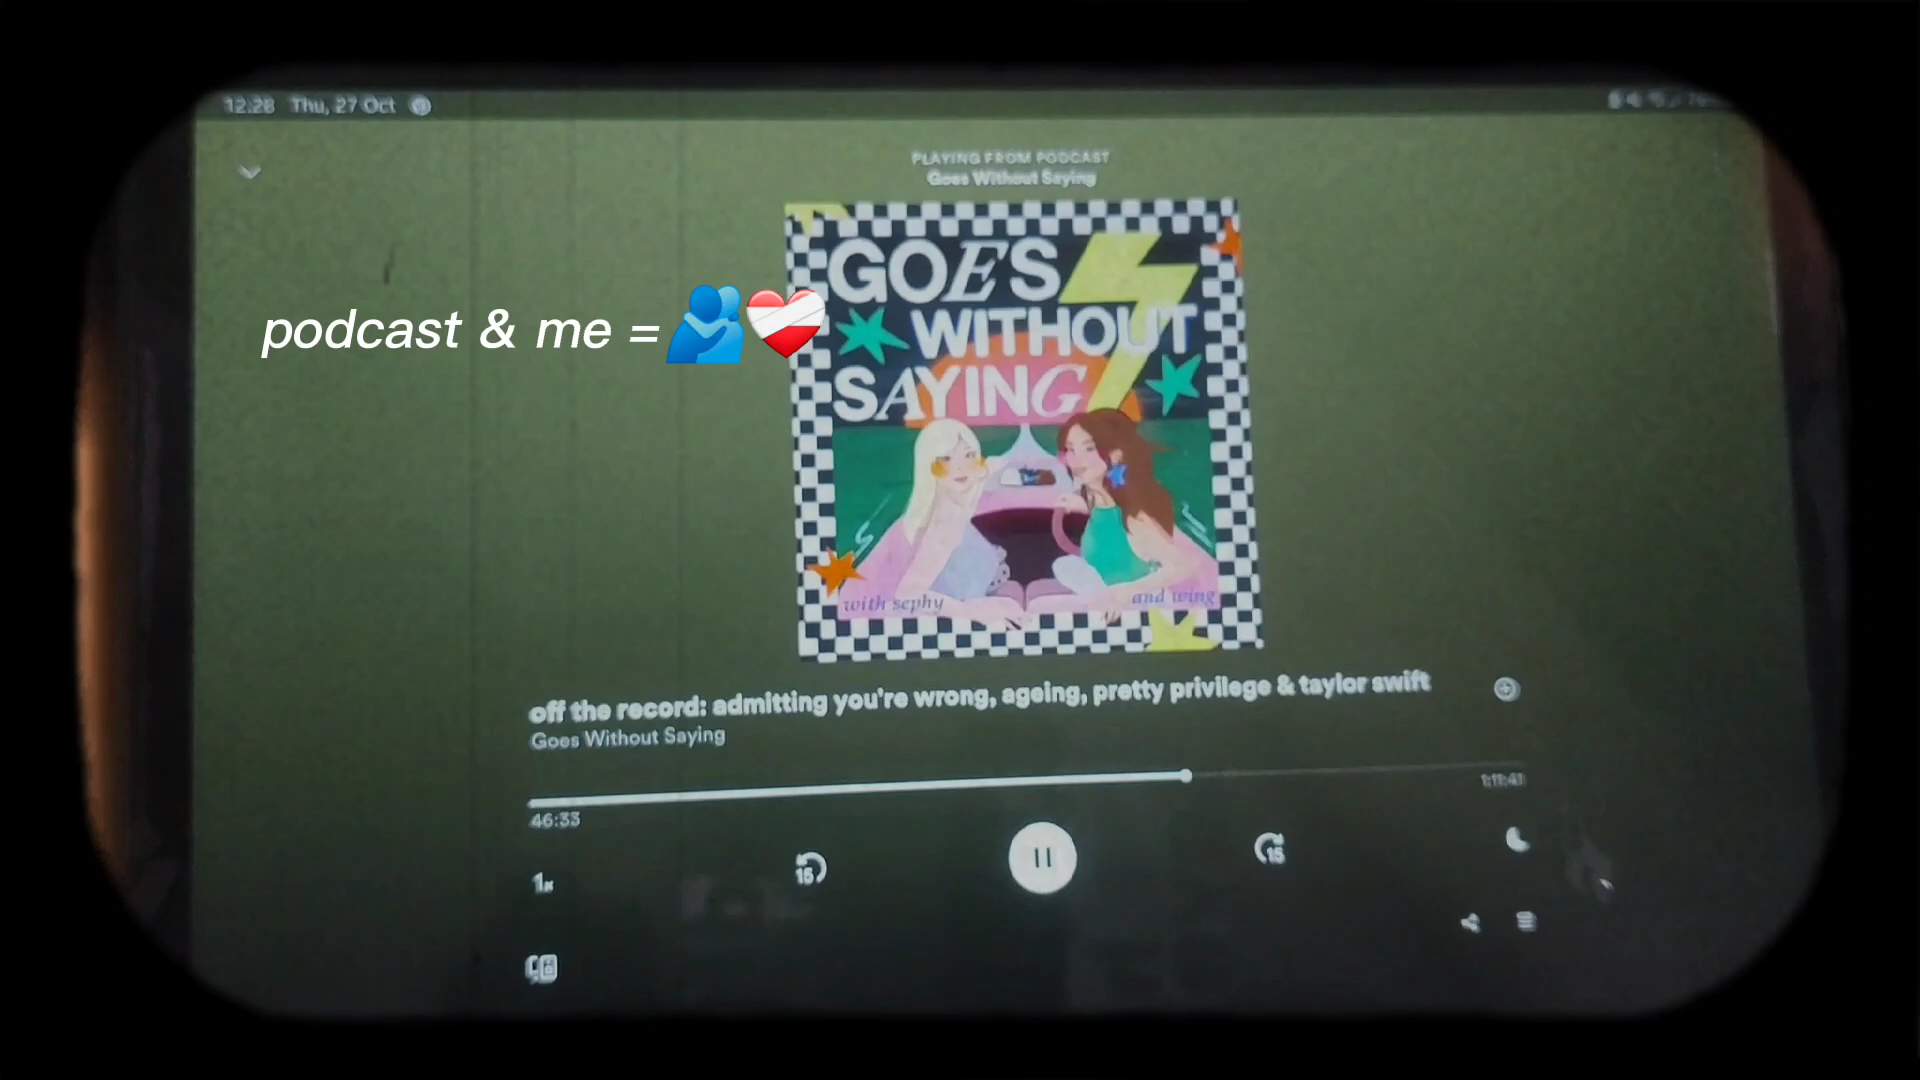 12:28 Thu, 27 Oct
PLAYING FROM PODCAST
Goes Without Saying
GOES
WITHOUT
SAYING
podcast & me =🫂❤️‍🩹
with sephy
and wing
off the record: admitting you're wrong, ageing, pretty privilege & taylor swift
Goes Without Saying
46:33
1:11:41
1x
15
15